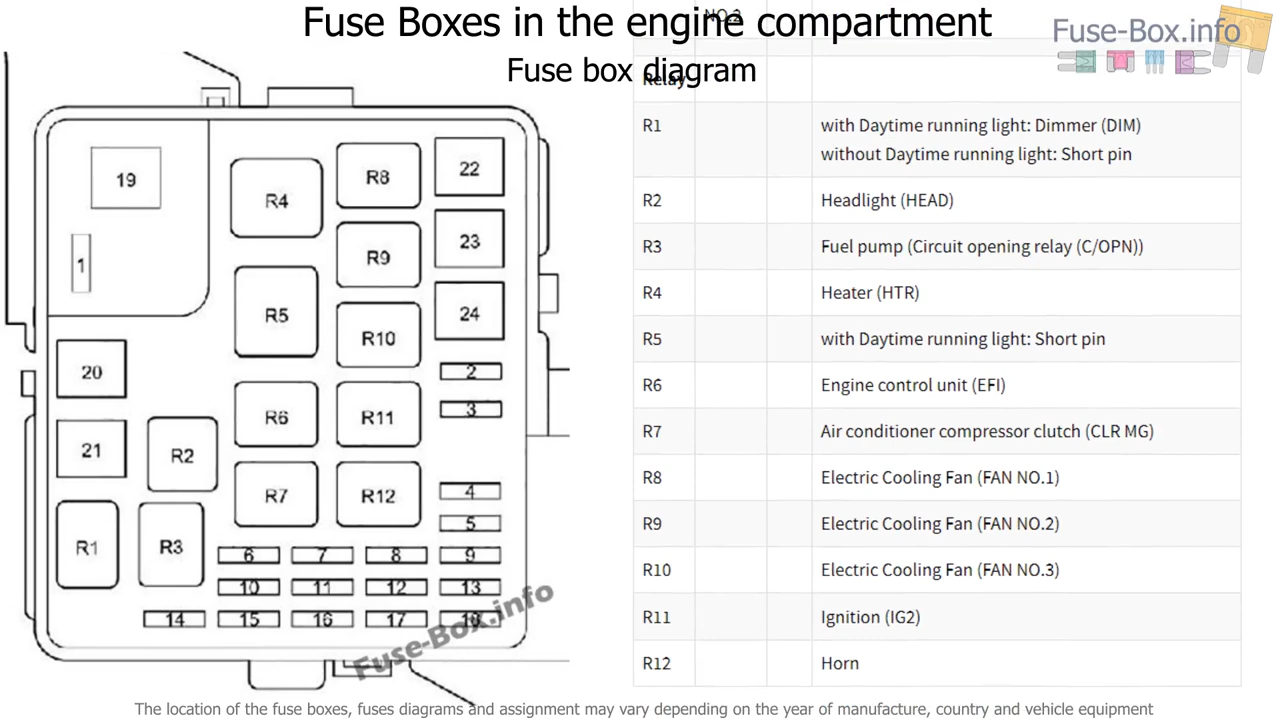 Fuse Boxes in the engine compartment
Fuse box diagram
Fuse-Box.info
NO.2
Relay
R1 with Daytime running light: Dimmer (DIM)
without Daytime running light: Short pin
R2 Headlight (HEAD)
R3 Fuel pump (Circuit opening relay (C/OPN))
R4 Heater (HTR)
R5 with Daytime running light: Short pin
R6 Engine control unit (EFI)
R7 Air conditioner compressor clutch (CLR MG)
R8 Electric Cooling Fan (FAN NO.1)
R9 Electric Cooling Fan (FAN NO.2)
R10 Electric Cooling Fan (FAN NO.3)
R11 Ignition (IG2)
R12 Horn
19
R4
R8
22
1
R9
23
R5
R10
24
20
2
3
21
R2
R6
R11
R7
R12
4
5
R1
R3
6 7 8 9
10 11 12 13
14 15 16 17 18
Fuse-Box.info
The location of the fuse boxes, fuses diagrams and assignment may vary depending on the year of manufacture, country and vehicle equipment